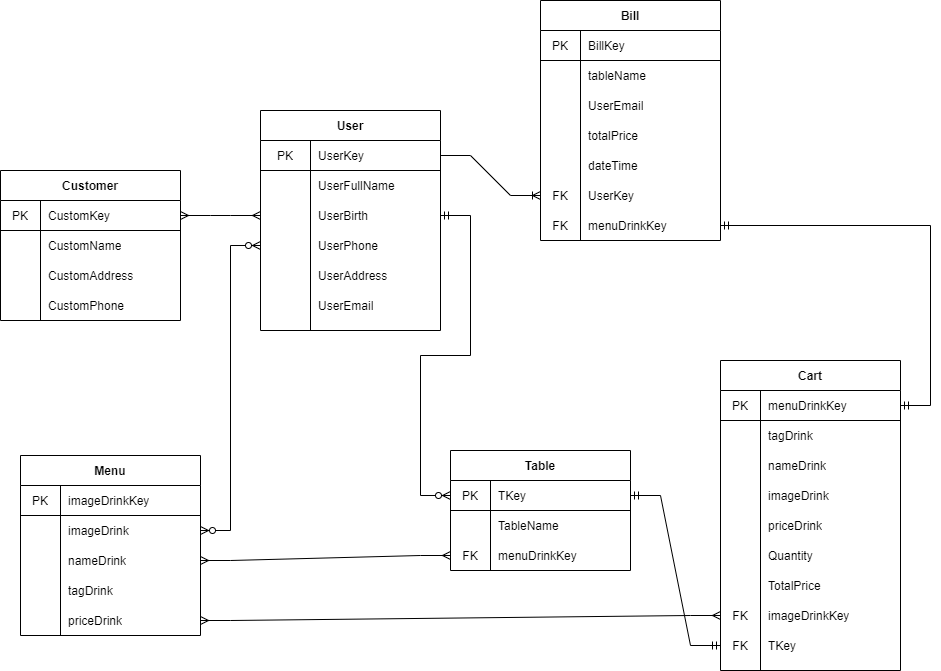 Bill
PK BillKey
tableName
UserEmail
totalPrice
dateTime
FK UserKey
FK menuDrinkKey
User
PK UserKey
UserFullName
UserBirth
UserPhone
UserAddress
UserEmail
Customer
PK CustomKey
CustomName
CustomAddress
CustomPhone
Cart
PK menuDrinkKey
tagDrink
nameDrink
imageDrink
priceDrink
Quantity
TotalPrice
FK imageDrinkKey
FK TKey
Table
PK TKey
TableName
FK menuDrinkKey
Menu
PK imageDrinkKey
imageDrink
nameDrink
tagDrink
priceDrink